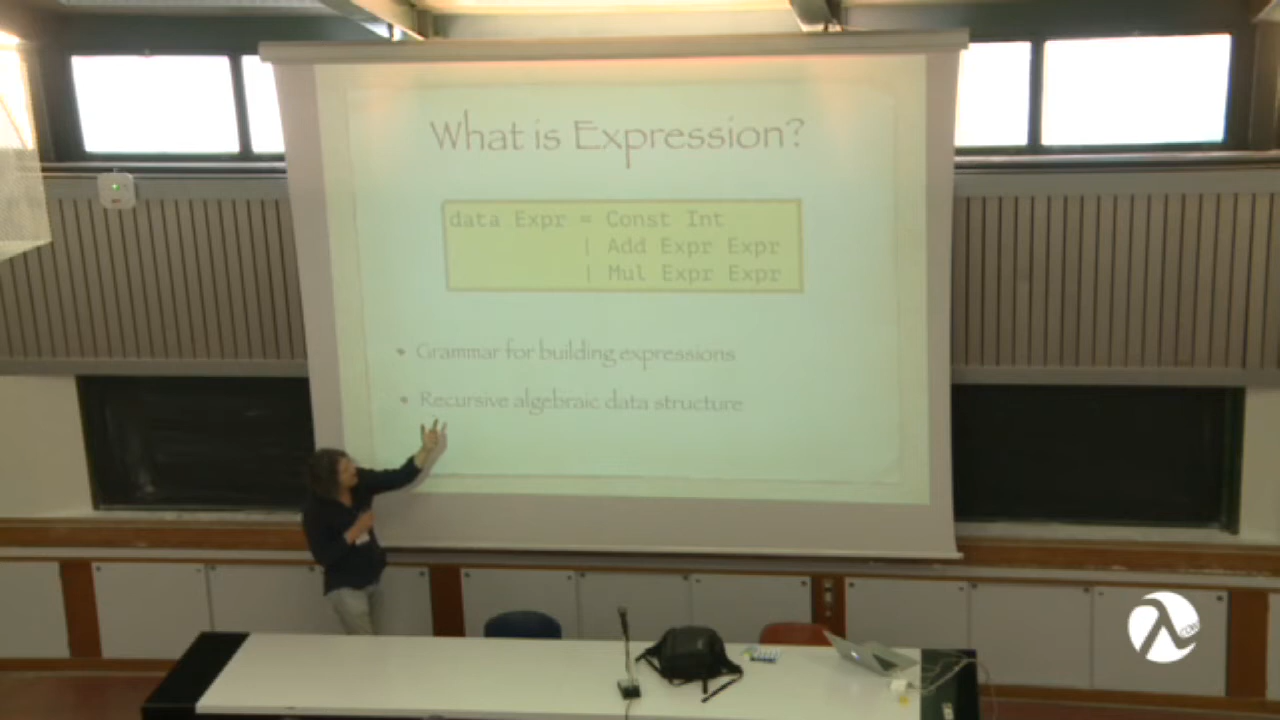 What is Expression?
data Expr = Const Int
| Add Expr Expr
| Mul Expr Expr
• Grammar for building expressions
• Recursive algebraic data structure
λ